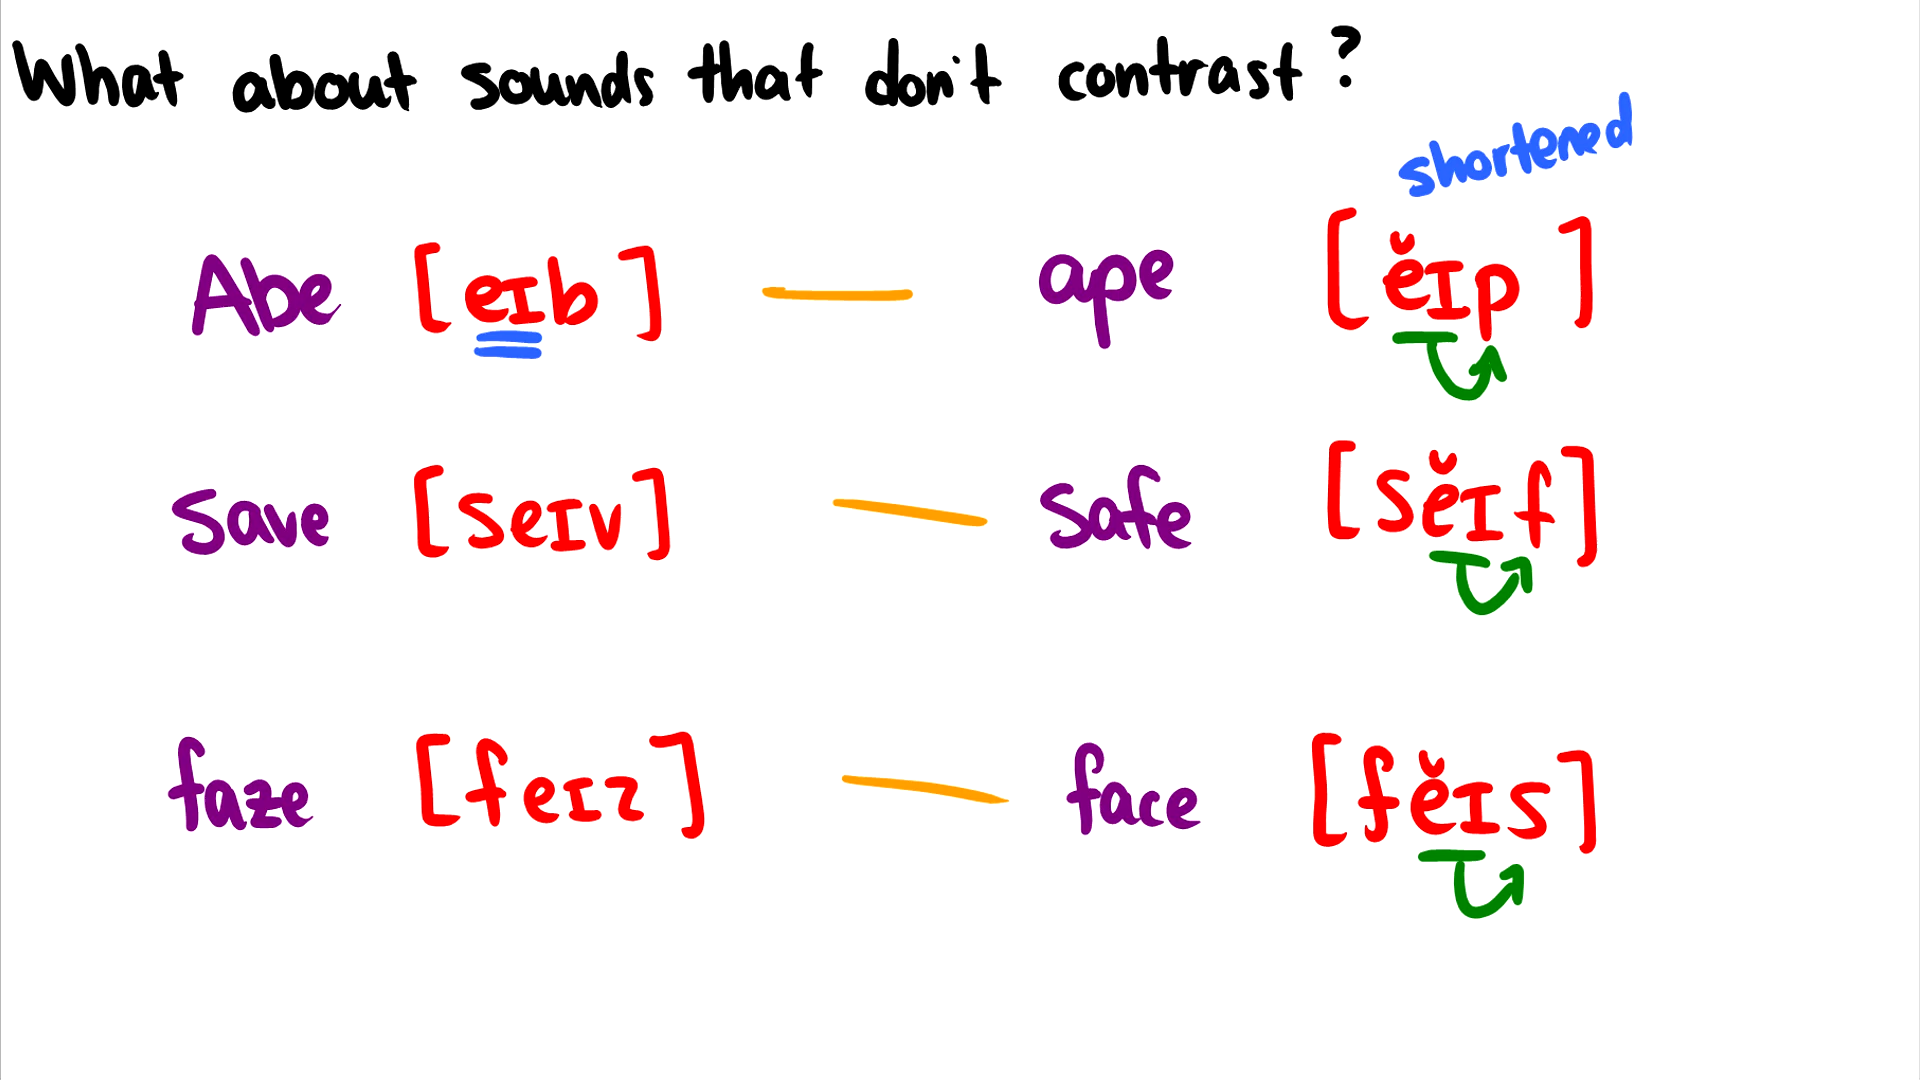 What about sounds that don't contrast?
shortened
Abe [eɪb] — ape [ĕɪp]
save [seɪv] — safe [sĕɪf]
faze [feɪz] — face [fĕɪs]